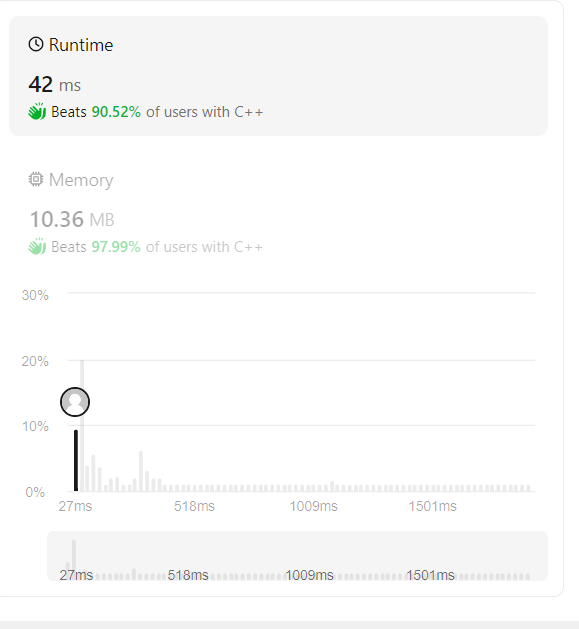 Runtime
42 ms
Beats 90.52% of users with C++
Memory
10.36 MB
Beats 97.99% of users with C++
30%
20%
10%
0%
27ms 518ms 1009ms 1501ms
27ms 518ms 1009ms 1501ms